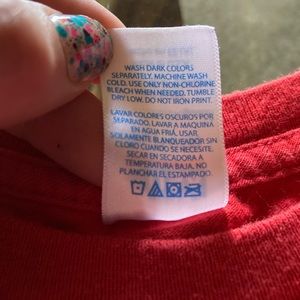 WASH DARK COLORS
SEPARATELY. MACHINE WASH
COLD. USE ONLY NON-CHLORINE
BLEACH WHEN NEEDED. TUMBLE
DRY LOW. DO NOT IRON PRINT.
LAVAR COLORES OSCUROS POR
SEPARADO. LAVAR A MAQUINA
EN AGUA FRIA. USAR
SOLAMENTE BLANQUEADOR SIN
CLORO CUANDO SE NECESITE.
SECAR EN SECADORA A
TEMPERATURA BAJA. NO
PLANCHAR EL ESTAMPADO.